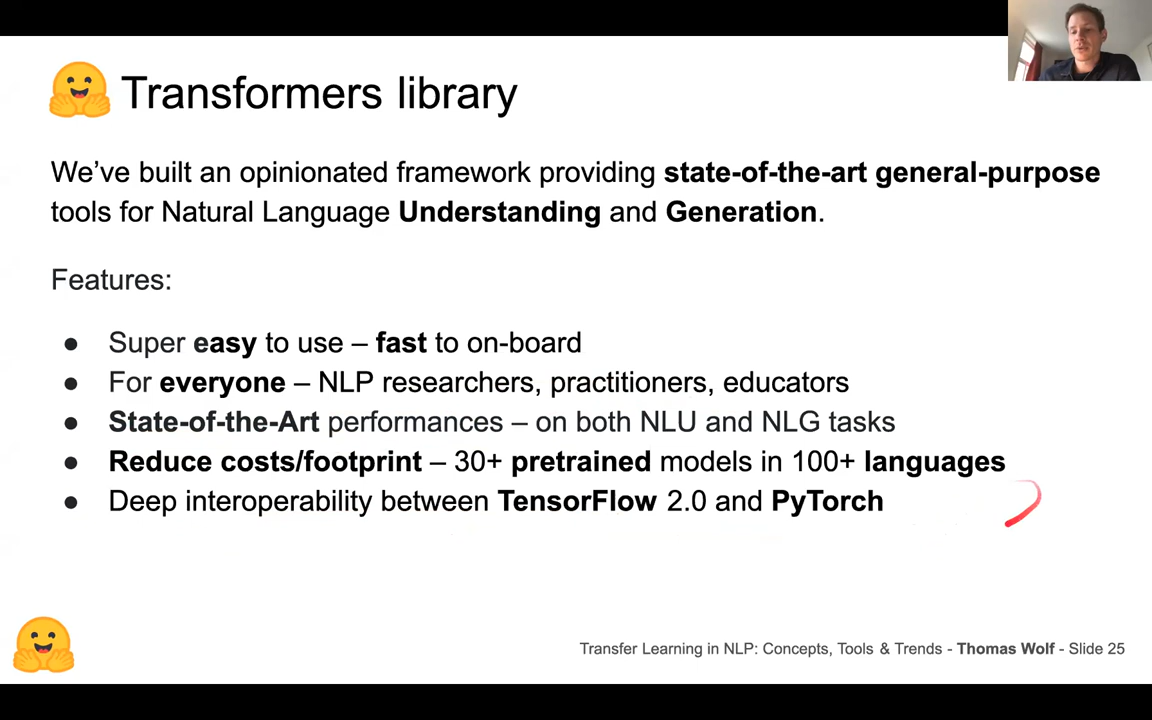 Transformers library
We’ve built an opinionated framework providing state-of-the-art general-purpose
tools for Natural Language Understanding and Generation.
Features:
● Super easy to use – fast to on-board
● For everyone – NLP researchers, practitioners, educators
● State-of-the-Art performances – on both NLU and NLG tasks
● Reduce costs/footprint – 30+ pretrained models in 100+ languages
● Deep interoperability between TensorFlow 2.0 and PyTorch
Transfer Learning in NLP: Concepts, Tools & Trends - Thomas Wolf - Slide 25